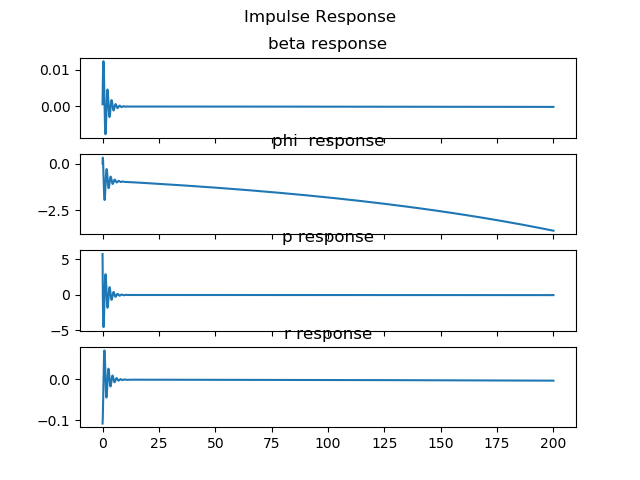 Impulse Response
beta response
0.01
0.00
phi  response
0.0
−2.5
p response
5
0
−5
r response
0.0
−0.1
0 25 50 75 100 125 150 175 200